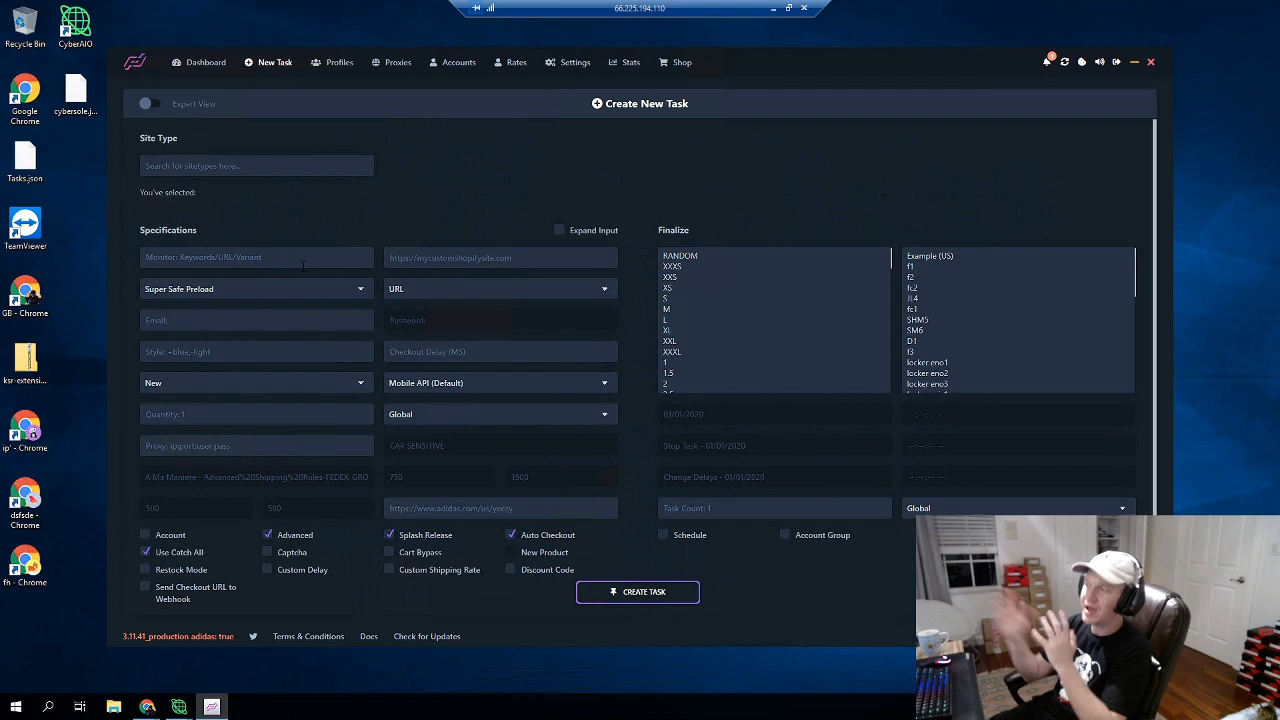 66.225.194.110
Recycle Bin
CyberAIO
Google Chrome
cybersole.j...
Tasks.json
TeamViewer
GB - Chrome
ksr-extensi...
ip' - Chrome
dsfsde - Chrome
fh - Chrome
Dashboard
New Task
Profiles
Proxies
Accounts
Rates
Settings
Stats
Shop
Expert View
Create New Task
Site Type
Search for sitetypes here...
You've selected:
Specifications
Expand Input
Monitor: Keywords/URL/Variant
https://mycustomshopifysite.com
Super Safe Preload
URL
Email:
Password:
Style: +blue,-light
Checkout Delay (MS)
New
Mobile API (Default)
Quantity: 1
Global
Proxy: ip:port:user:pass
CAP SENSITIVE
A Ma Maniere - Advanced%20Shipping%20Rules-FEDEX_GRO
750
1500
500
500
https://www.adidas.com/us/yeezy
Account
Advanced
Splash Release
Auto Checkout
Use Catch All
Captcha
Cart Bypass
New Product
Restock Mode
Custom Delay
Custom Shipping Rate
Discount Code
Send Checkout URL to
Webhook
Finalize
RANDOM
XXXS
XXS
XS
S
M
L
XL
XXL
XXXL
1
1.5
2
Example (US)
f1
f2
fc2
JL4
fc1
SHM5
SM6
D1
f3
locker eno1
locker eno2
locker eno3
01/01/2020
--:--:-- --
Stop Task - 01/01/2020
--:--:-- --
Change Delays - 01/01/2020
--:--:-- --
Task Count: 1
Global
Schedule
Account Group
CREATE TASK
3.11.41_production adidas: true
Terms & Conditions
Docs
Check for Updates